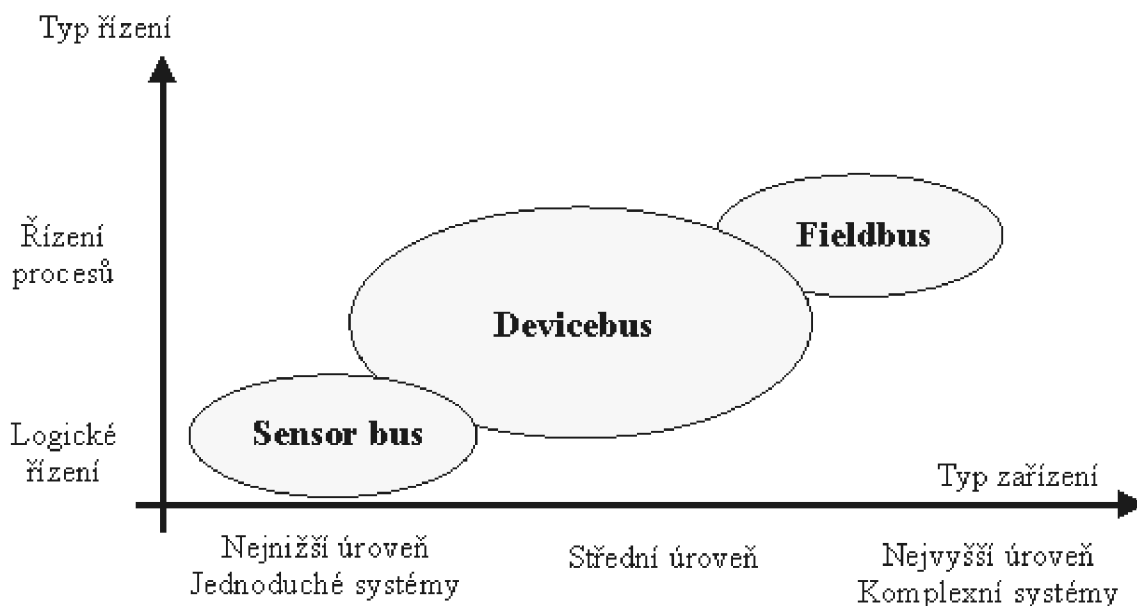 Typ řízení
Řízení
procesů
Fieldbus
Devicebus
Sensor bus
Logické
řízení
Typ zařízení
Nejnižší úroveň
Jednoduché systémy
Střední úroveň
Nejvyšší úroveň
Komplexní systémy